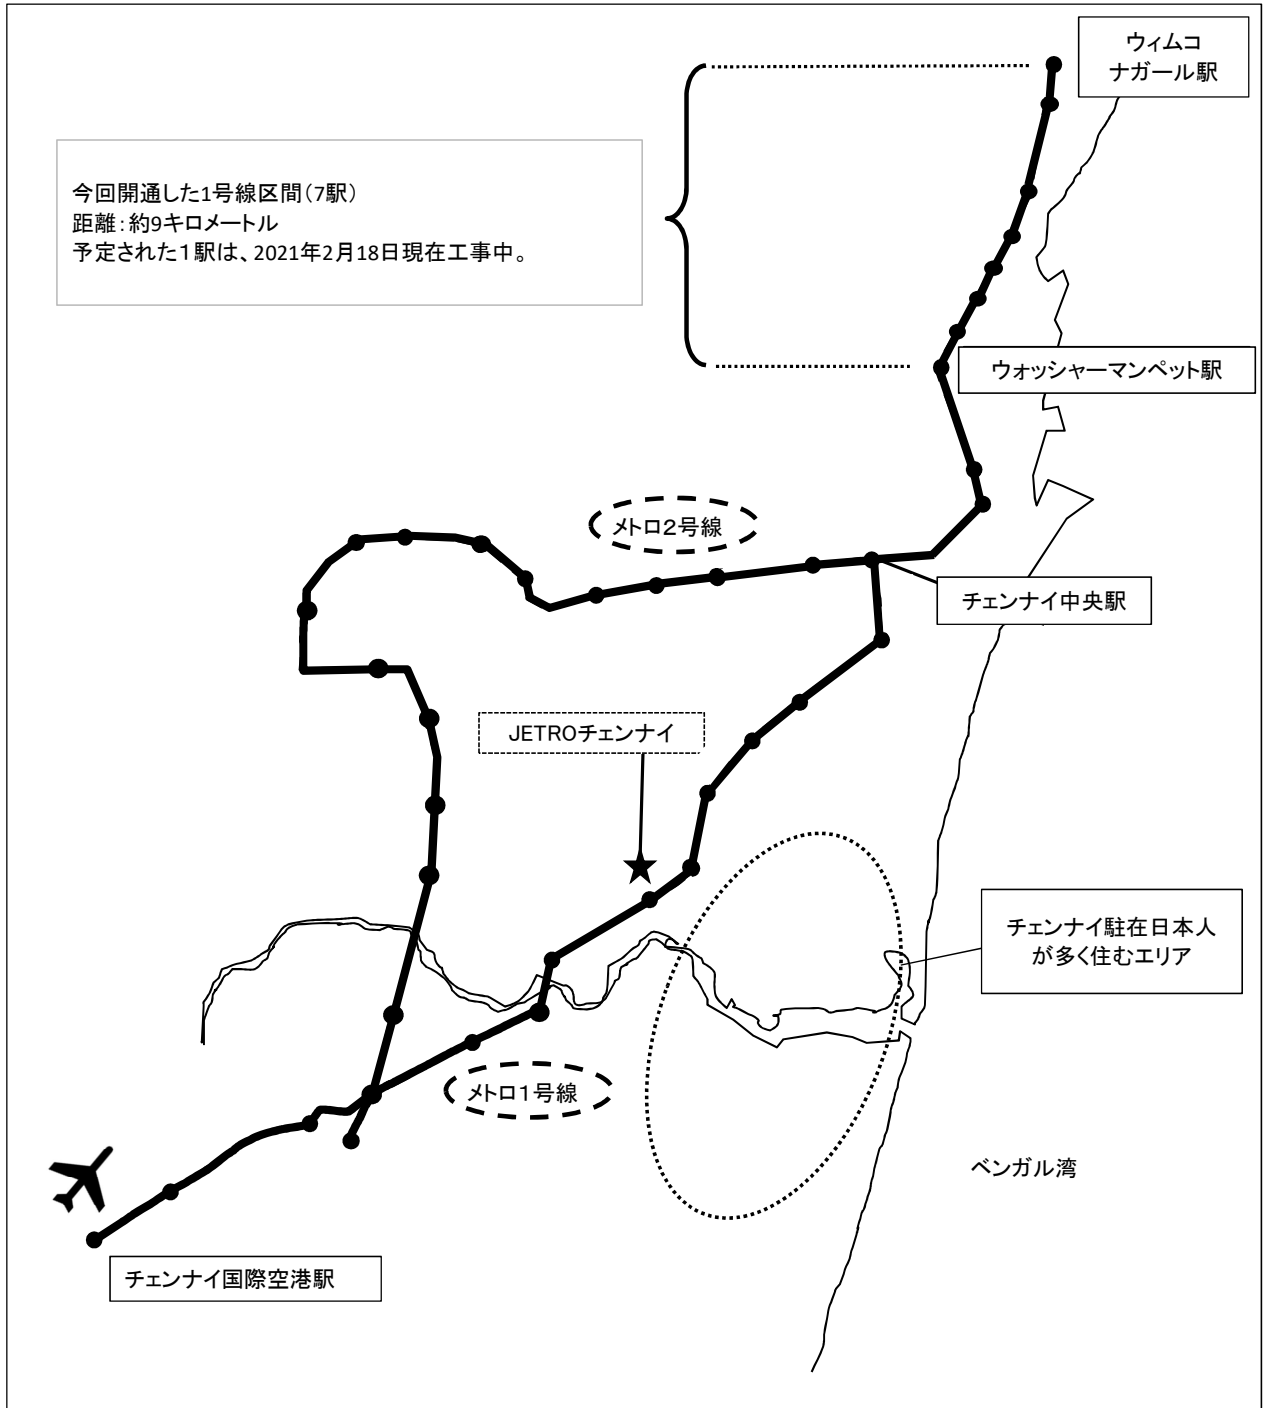 ウィムコ
ナガール駅
今回開通した1号線区間（7駅）
距離：約9キロメートル
予定された１駅は、2021年2月18日現在工事中。
ウォッシャーマンペット駅
メトロ２号線
チェンナイ中央駅
JETROチェンナイ
チェンナイ駐在日本人
が多く住むエリア
メトロ１号線
ベンガル湾
チェンナイ国際空港駅